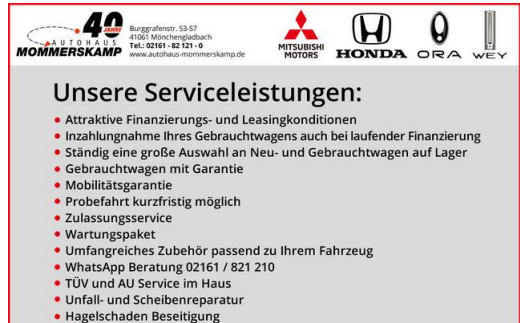 40 JAHRE
AUTOHAUS
MOMMERSKAMP
Burggrafenstr. 53-57
41061 Mönchengladbach
Tel.: 02161 - 82 121 - 0
www.autohaus-mommerskamp.de
MITSUBISHI
MOTORS
HONDA
ORA
WEY
Unsere Serviceleistungen:
• Attraktive Finanzierungs- und Leasingkonditionen
• Inzahlungnahme Ihres Gebrauchtwagens auch bei laufender Finanzierung
• Ständig eine große Auswahl an Neu- und Gebrauchtwagen auf Lager
• Gebrauchtwagen mit Garantie
• Mobilitätsgarantie
• Probefahrt kurzfristig möglich
• Zulassungsservice
• Wartungspaket
• Umfangreiches Zubehör passend zu Ihrem Fahrzeug
• WhatsApp Beratung 02161 / 821 210
• TÜV und AU Service im Haus
• Unfall- und Scheibenreparatur
• Hagelschaden Beseitigung